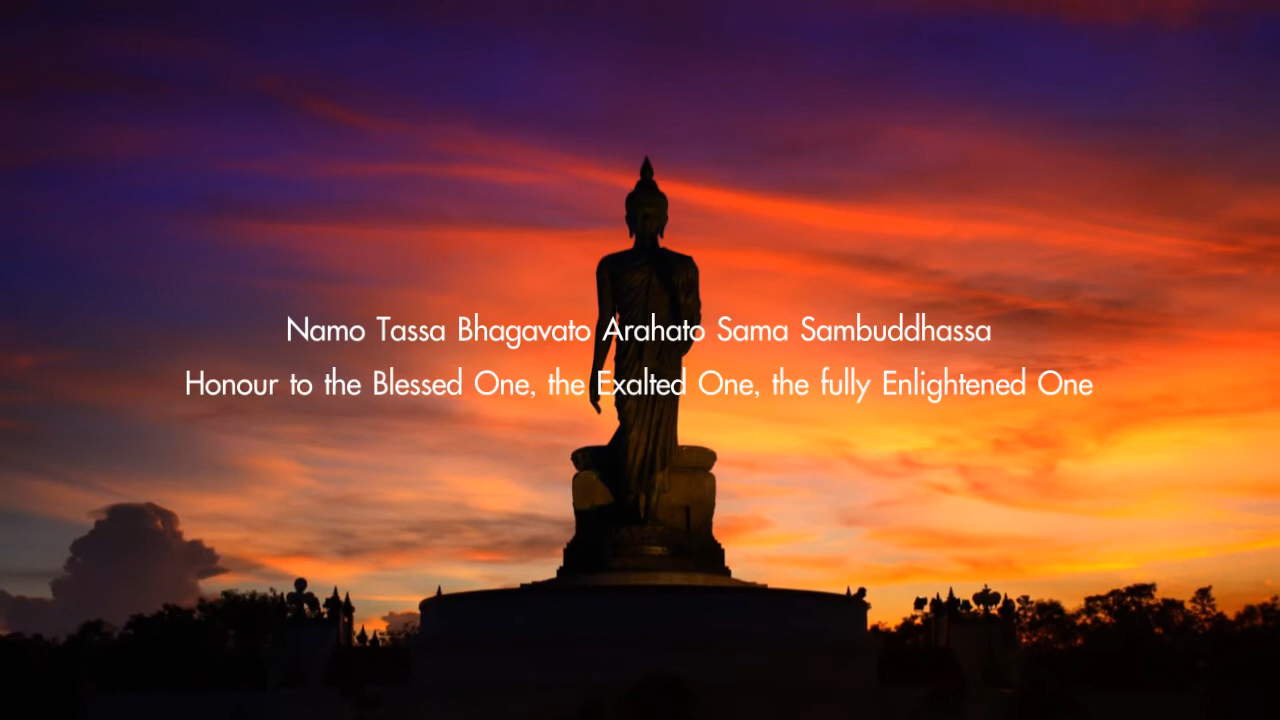 Namo Tassa Bhagavato Arahato Sama Sambuddhassa
Honour to the Blessed One, the Exalted One, the fully Enlightened One